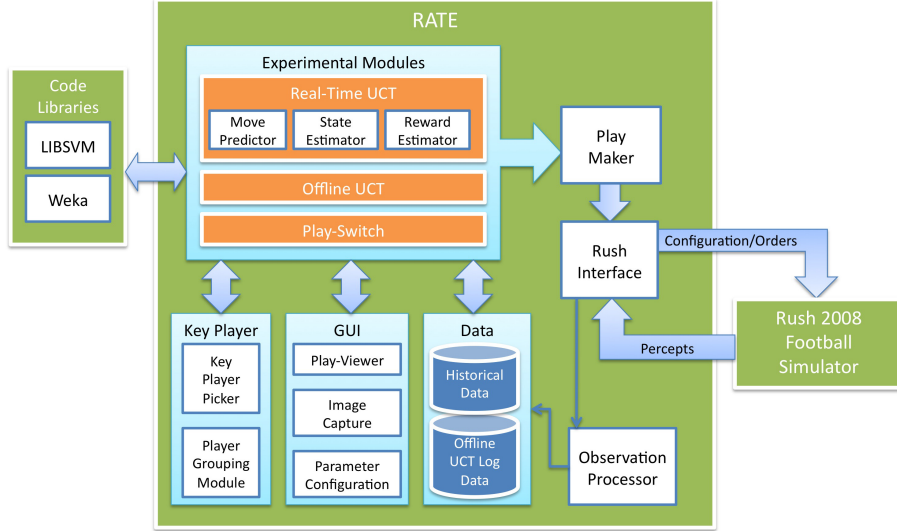 RATE
Code
Libraries
LIBSVM
Weka
Experimental Modules
Real-Time UCT
Move
Predictor
State
Estimator
Reward
Estimator
Offline UCT
Play-Switch
Play
Maker
Rush
Interface
Configuration/Orders
Percepts
Rush 2008
Football
Simulator
Key Player
Key
Player
Picker
Player
Grouping
Module
GUI
Play-Viewer
Image
Capture
Parameter
Configuration
Data
Historical
Data
Offline
UCT Log
Data
Observation
Processor